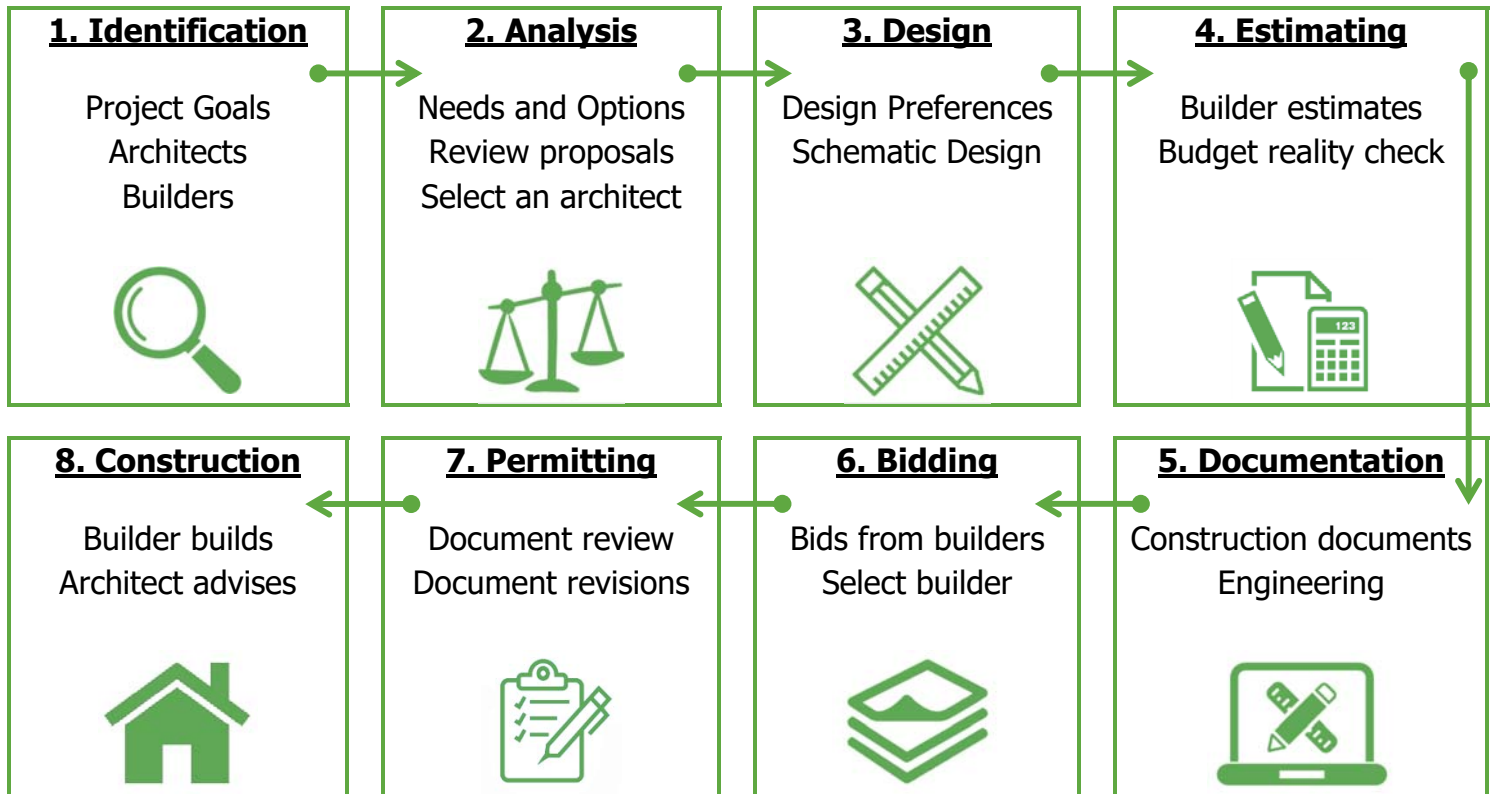 1. Identification
Project Goals
Architects
Builders
2. Analysis
Needs and Options
Review proposals
Select an architect
3. Design
Design Preferences
Schematic Design
4. Estimating
Builder estimates
Budget reality check
123
5. Documentation
Construction documents
Engineering
6. Bidding
Bids from builders
Select builder
7. Permitting
Document review
Document revisions
8. Construction
Builder builds
Architect advises